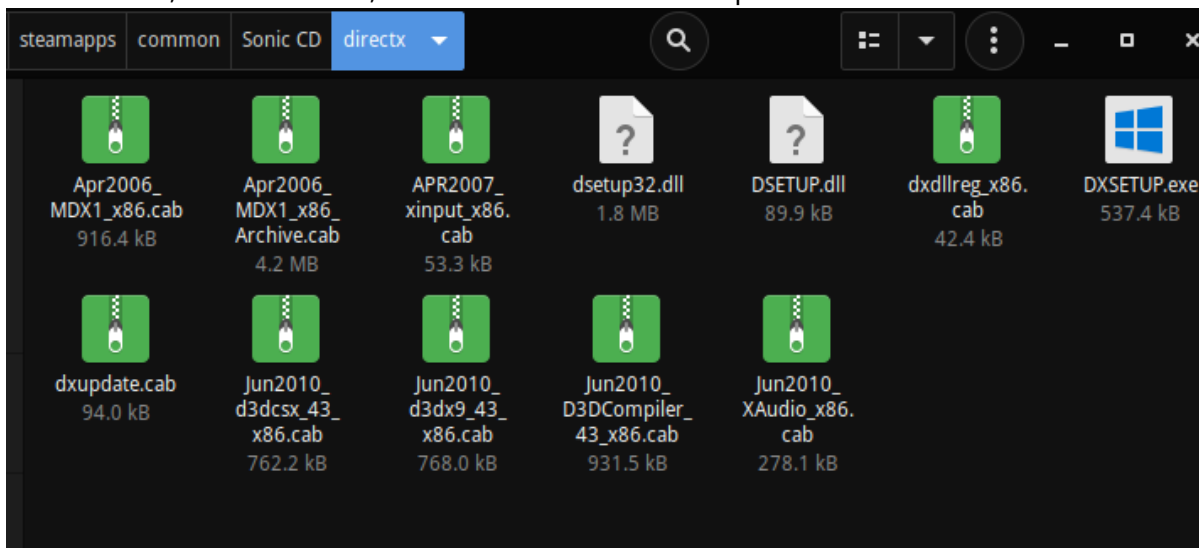 steamapps common Sonic CD directx
Apr2006_
MDX1_x86.cab
916.4 kB
Apr2006_
MDX1_x86_
Archive.cab
4.2 MB
APR2007_
xinput_x86.
cab
53.3 kB
dsetup32.dll
1.8 MB
DSETUP.dll
89.9 kB
dxdllreg_x86.
cab
42.4 kB
DXSETUP.exe
537.4 kB
dxupdate.cab
94.0 kB
Jun2010_
d3dcsx_43_
x86.cab
762.2 kB
Jun2010_
d3dx9_43_
x86.cab
768.0 kB
Jun2010_
D3DCompiler_
43_x86.cab
931.5 kB
Jun2010_
XAudio_x86.
cab
278.1 kB